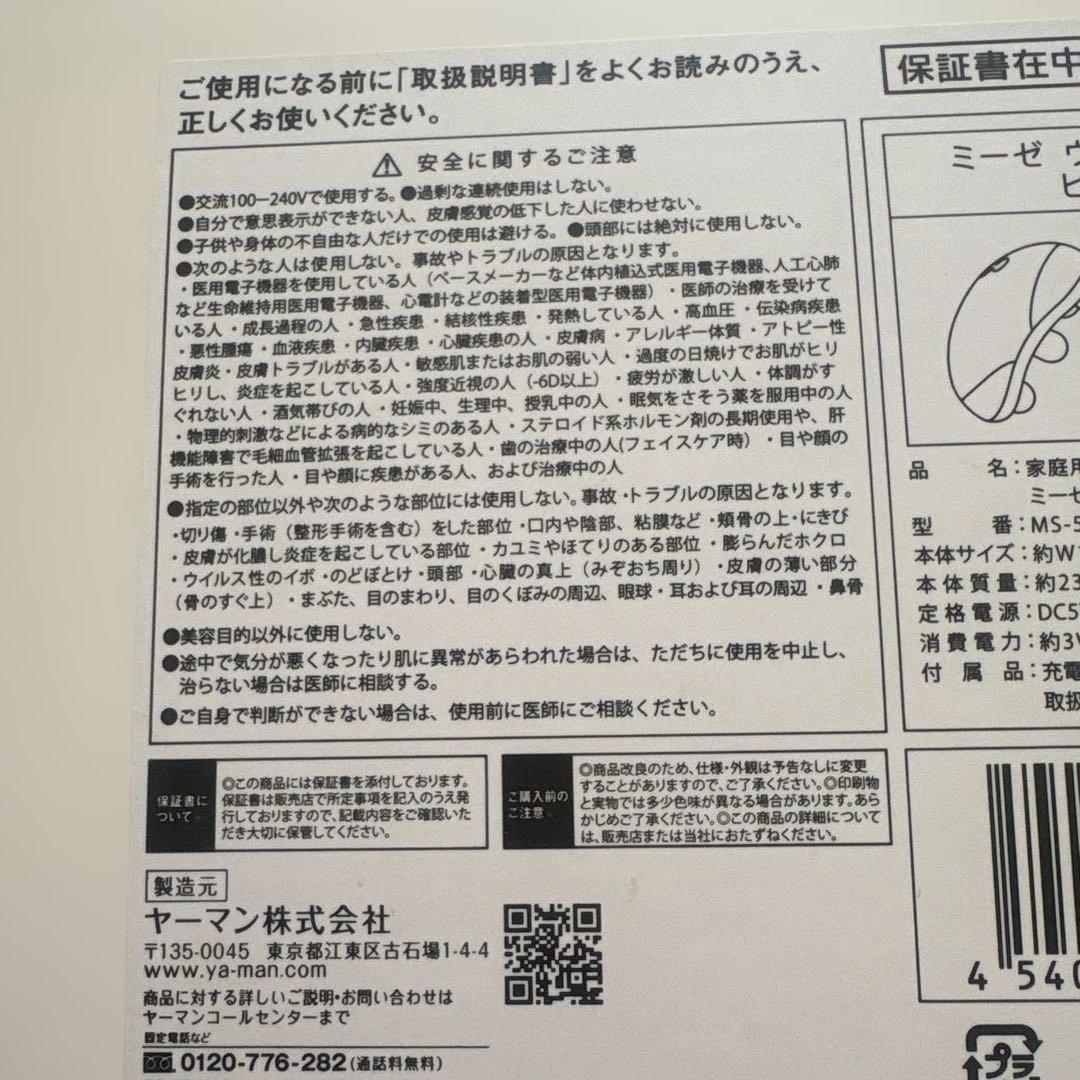 ご使用になる前に「取扱説明書」をよくお読みのうえ、
正しくお使いください。
保証書在中
⚠ 安全に関するご注意
●交流100−240Vで使用する。●過剰な連続使用はしない。
●自分で意思表示ができない人、皮膚感覚の低下した人に使わせない。
●子供や身体の不自由な人だけでの使用は避ける。●頭部には絶対に使用しない。
●次のような人は使用しない。事故やトラブルの原因となります。
・医用電子機器を使用している人（ペースメーカーなど体内植込式医用電子機器、人工心肺
など生命維持用医用電子機器、心電計などの装着型医用電子機器）・医師の治療を受けて
いる人・成長過程の人・急性疾患・結核性疾患・発熱している人・高血圧・伝染病疾患
・悪性腫瘍・血液疾患・内臓疾患・心臓疾患の人・皮膚病・アレルギー体質・アトピー性
皮膚炎・皮膚トラブルがある人・敏感肌またはお肌の弱い人・過度の日焼けでお肌がヒリ
ヒリし、炎症を起こしている人・強度近視の人（-6D以上）・疲労が激しい人・体調がす
ぐれない人・酒気帯びの人・妊娠中、生理中、授乳中の人・眠気をさそう薬を服用中の人
・物理的刺激などによる病的なシミのある人・ステロイド系ホルモン剤の長期使用や、肝
機能障害で毛細血管拡張を起こしている人・歯の治療中の人(フェイスケア時）・目や顔の
手術を行った人・目や顔に疾患がある人、および治療中の人
●指定の部位以外や次のような部位には使用しない。事故・トラブルの原因となります。
・切り傷・手術（整形手術を含む）をした部位・口内や陰部、粘膜など・頬骨の上・にきび
・皮膚が化膿し炎症を起こしている部位・カユミやほてりのある部位・膨らんだホクロ
・ウイルス性のイボ・のどぼとけ・頭部・心臓の真上（みぞおち周り）・皮膚の薄い部分
（骨のすぐ上）・まぶた、目のまわり、目のくぼみの周辺、眼球・耳および耳の周辺・鼻骨
●美容目的以外に使用しない。
●途中で気分が悪くなったり肌に異常があらわれた場合は、ただちに使用を中止し、
治らない場合は医師に相談する。
●ご自身で判断ができない場合は、使用前に医師にご相談ください。
ミーゼ
品名：家庭用
ミーゼ
型番：MS-5
本体サイズ：約W1
本体質量：約23
定格電源：DC5
消費電力：約3
付属品：充電
取扱
保証書に
ついて
◎この商品には保証書を添付しております。
保証書は販売店で所定事項を記入のうえ発
行しておりますので、記載内容をご確認いた
だき大切に保管してください。
ご購入前の
ご注意
◎商品改良のため、仕様・外観は予告なしに変更
することがありますので、ご了承ください。◎印刷物
と実物では多少色味が異なる場合があります。あら
かじめご了承ください。◎この商品の詳細について
は、販売店または当社におたずねください。
製造元
ヤーマン株式会社
〒135-0045 東京都江東区古石場1-4-4
www.ya-man.com
商品に対する詳しいご説明・お問い合わせは
ヤーマンコールセンターまで
固定電話など
0120-776-282（通話料無料）
4 540
プラ